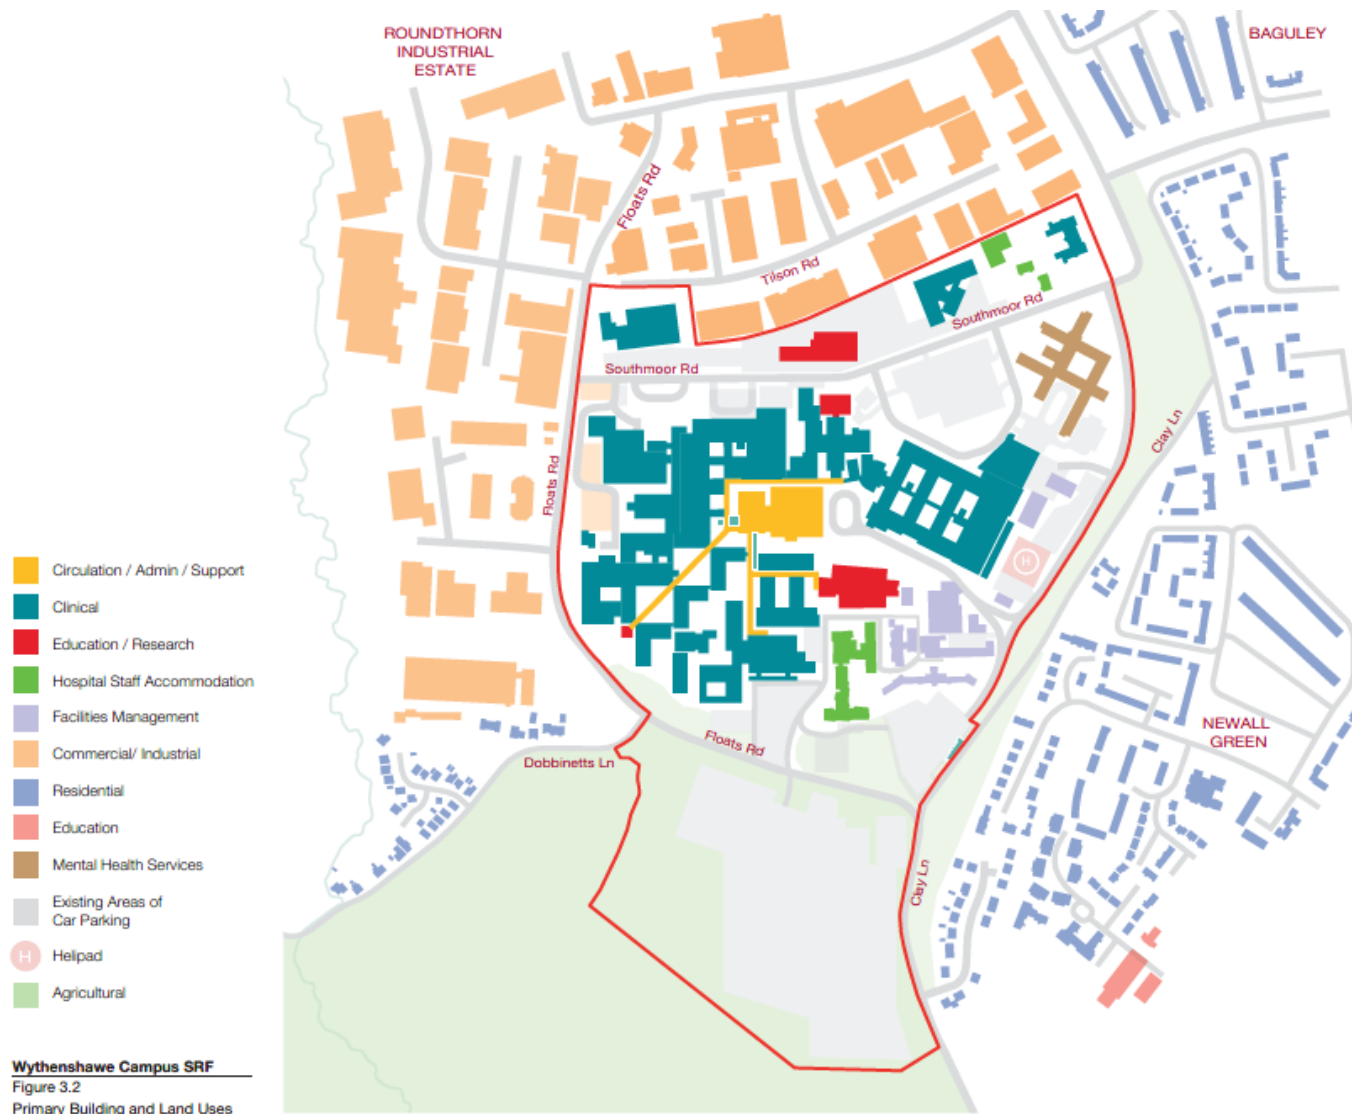 ROUNDTHORN
INDUSTRIAL
ESTATE
BAGULEY
Floats Rd
Tilson Rd
Southmoor Rd
Southmoor Rd
Clay Ln
Floats Rd
H
Circulation / Admin / Support
Clinical
Education / Research
Hospital Staff Accommodation
Facilities Management
Commercial/ Industrial
Residential
Education
Mental Health Services
Existing Areas of
Car Parking
H
Helipad
Agricultural
NEWALL
GREEN
Floats Rd
Dobbinetts Ln
Clay Ln
Wythenshawe Campus SRF
Figure 3.2
Primary Building and Land Uses